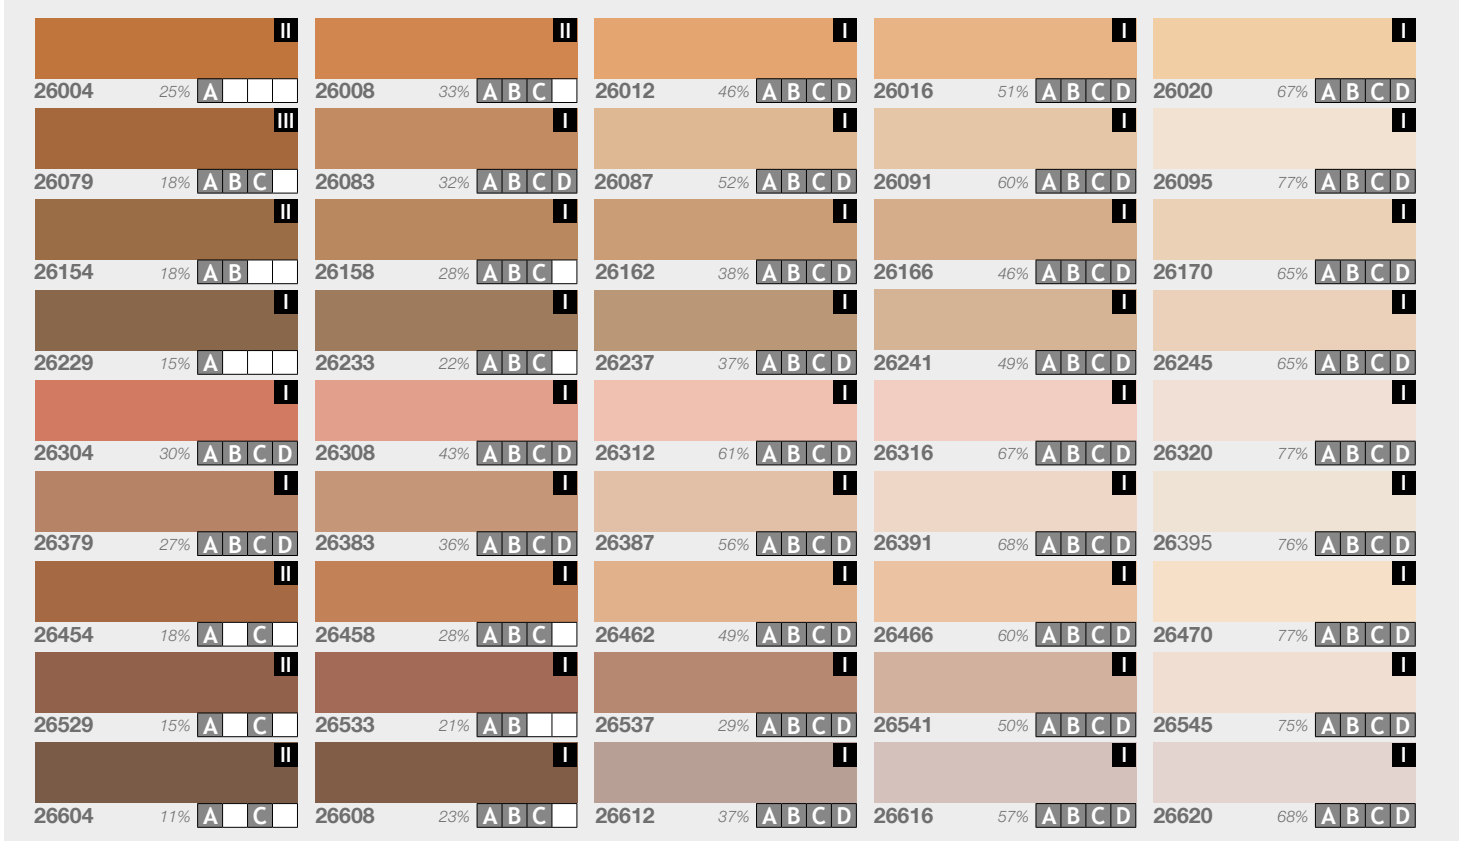 II II I I I
26004 25% A 26008 33% A B C 26012 46% A B C D 26016 51% A B C D 26020 67% A B C D
III I I I I
26079 18% A B C 26083 32% A B C D 26087 52% A B C D 26091 60% A B C D 26095 77% A B C D
II I I I I
26154 18% A B 26158 28% A B C 26162 38% A B C D 26166 46% A B C D 26170 65% A B C D
I I I I I
26229 15% A 26233 22% A B C 26237 37% A B C D 26241 49% A B C D 26245 65% A B C D
I I I I I
26304 30% A B C D 26308 43% A B C D 26312 61% A B C D 26316 67% A B C D 26320 77% A B C D
I I I I I
26379 27% A B C D 26383 36% A B C D 26387 56% A B C D 26391 68% A B C D 26395 76% A B C D
II I I I I
26454 18% A C 26458 28% A B C 26462 49% A B C D 26466 60% A B C D 26470 77% A B C D
II I I I I
26529 15% A C 26533 21% A B 26537 29% A B C D 26541 50% A B C D 26545 75% A B C D
II I I I I
26604 11% A C 26608 23% A B C 26612 37% A B C D 26616 57% A B C D 26620 68% A B C D